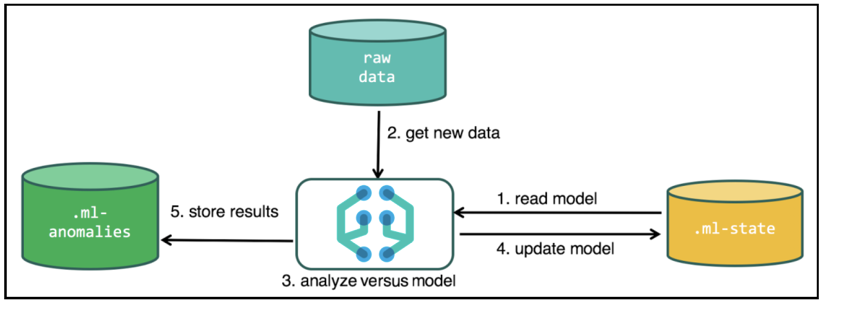 raw
data
2. get new data
.ml-
anomalies
5. store results
1. read model
4. update model
.ml-state
3. analyze versus model